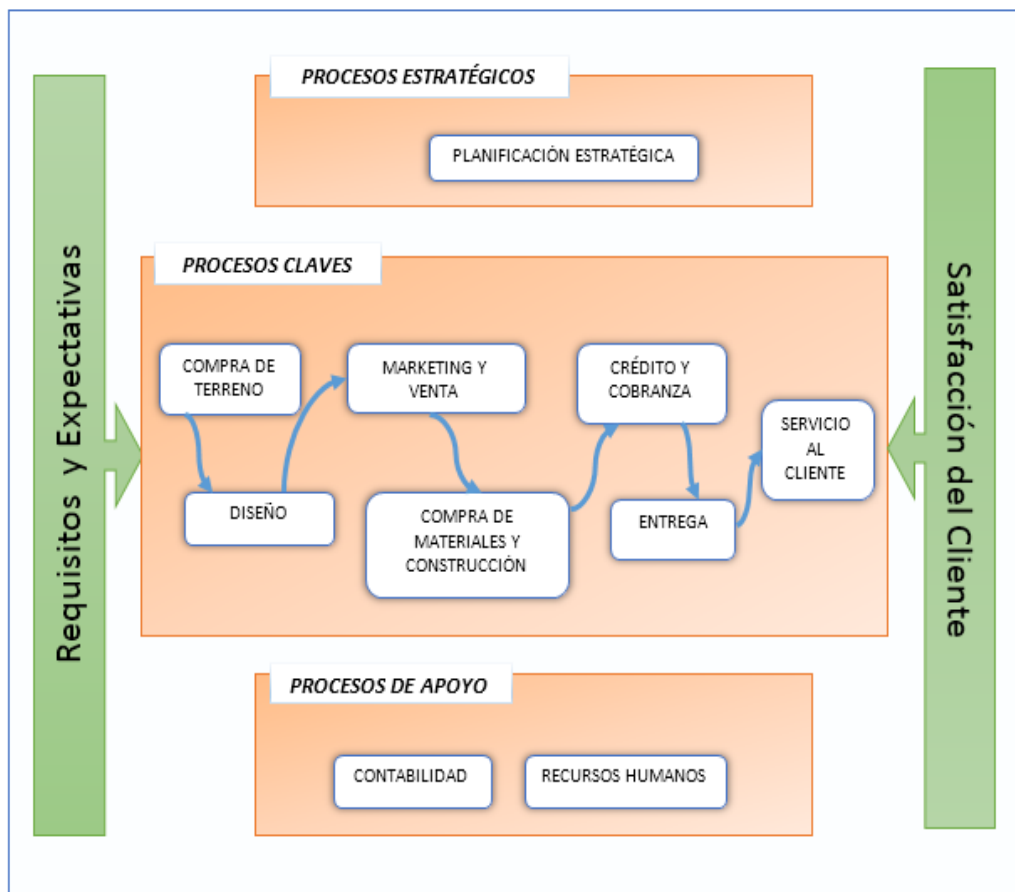 PROCESOS ESTRATÉGICOS
PLANIFICACIÓN ESTRATÉGICA
Requisitos y Expectativas
PROCESOS CLAVES
COMPRA DE
TERRENO
DISEÑO
MARKETING Y
VENTA
COMPRA DE
MATERIALES Y
CONSTRUCCIÓN
CRÉDITO Y
COBRANZA
ENTREGA
SERVICIO
AL
CLIENTE
Satisfacción del Cliente
PROCESOS DE APOYO
CONTABILIDAD
RECURSOS HUMANOS